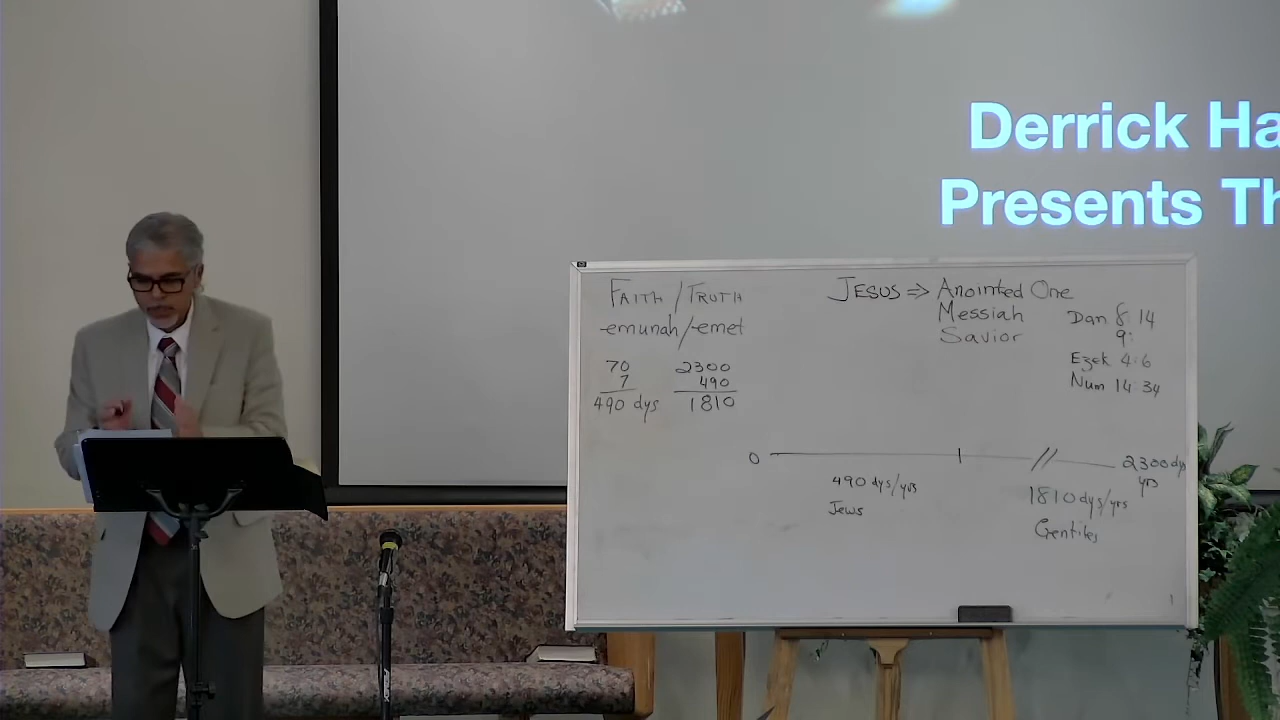 Derrick Ha
Presents Th
FAITH / TRUTH
-emunah/-emet
70
7
490 dys
2300
490
1810
JESUS ⇒ Anointed One
Messiah
Savior
Dan 8:14
9:
Ezek 4:6
Num 14:34
0
490 dys/yrs
Jews
//
2300 dys
yrs
1810 dys/yrs
Gentiles